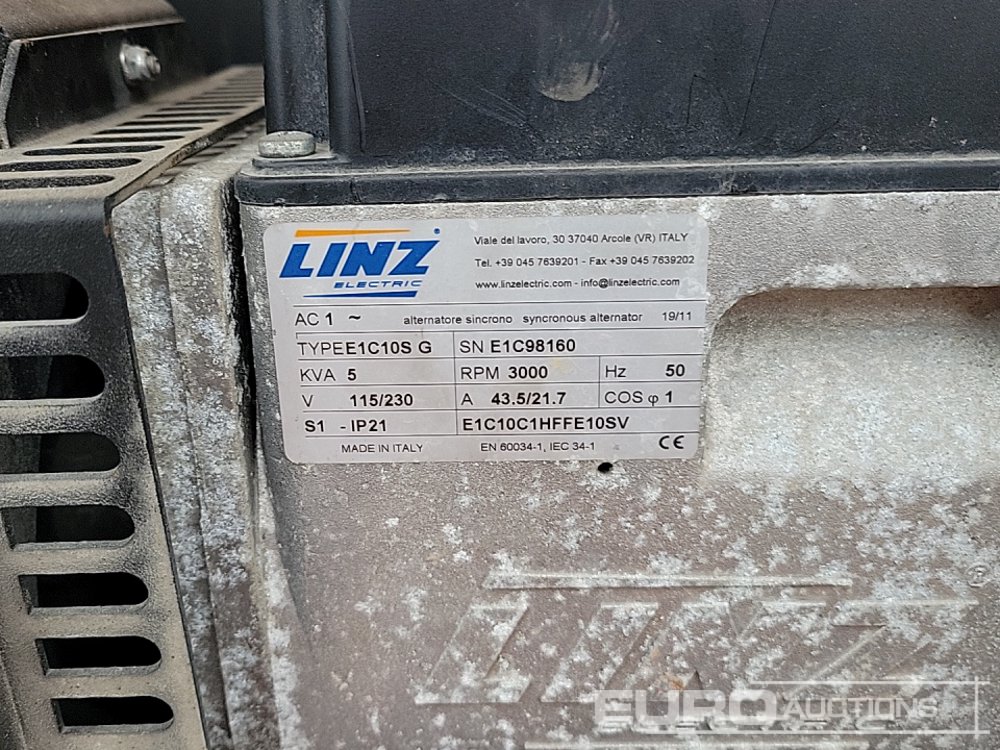 LINZ®
ELECTRIC
Viale del lavoro, 30 37040 Arcole (VR) ITALY
Tel. +39 045 7639201 - Fax +39 045 7639202
www.linzelectric.com - info@linzelectric.com
AC 1 ~ alternatore sincrono syncronous alternator 19/11
TYPE E1C10S G SN E1C98160
KVA 5 RPM 3000 Hz 50
V 115/230 A 43.5/21.7 COS φ 1
S1 - IP21 E1C10C1HFFE10SV
MADE IN ITALY EN 60034-1, IEC 34-1 CE
LINZ®
EURO AUCTIONS